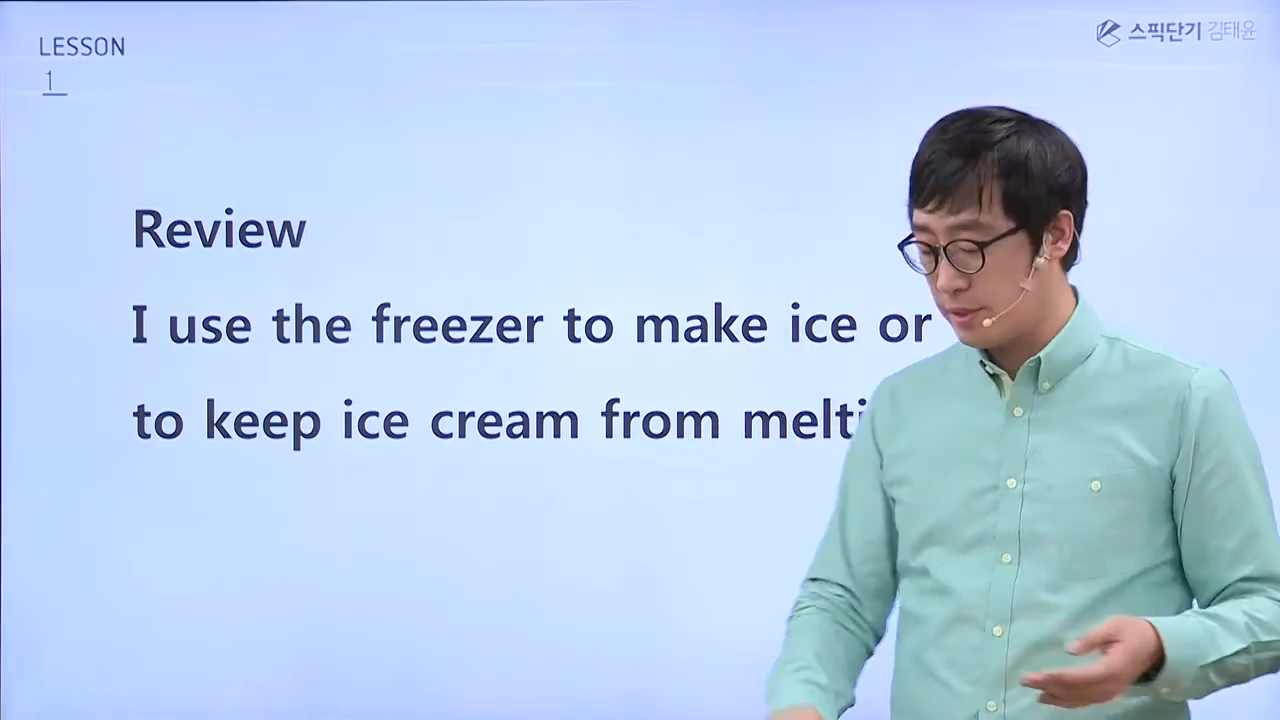 LESSON
1
스픽단기 김태윤
Review
I use the freezer to make ice or
to keep ice cream from